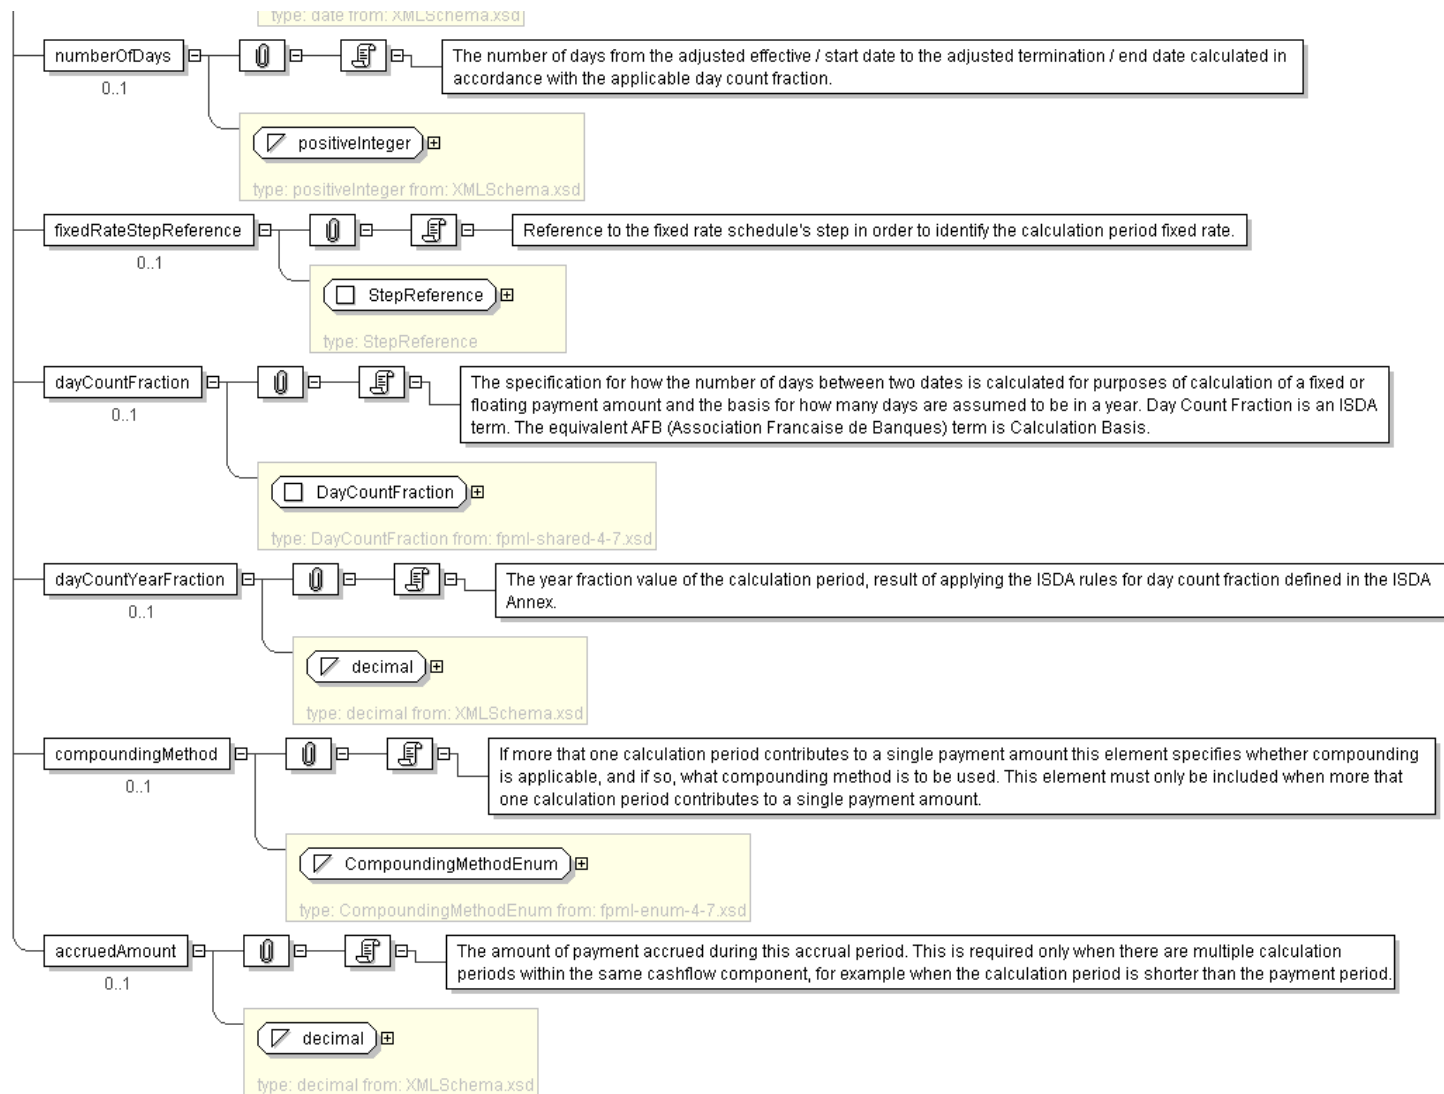 type: date from: XMLSchema.xsd
numberOfDays
The number of days from the adjusted effective / start date to the adjusted termination / end date calculated in
accordance with the applicable day count fraction.
0..1
positiveInteger
type: positiveInteger from: XMLSchema.xsd
fixedRateStepReference
Reference to the fixed rate schedule's step in order to identify the calculation period fixed rate.
0..1
StepReference
type: StepReference
dayCountFraction
The specification for how the number of days between two dates is calculated for purposes of calculation of a fixed or
floating payment amount and the basis for how many days are assumed to be in a year. Day Count Fraction is an ISDA
term. The equivalent AFB (Association Francaise de Banques) term is Calculation Basis.
0..1
DayCountFraction
type: DayCountFraction from: fpml-shared-4-7.xsd
dayCountYearFraction
The year fraction value of the calculation period, result of applying the ISDA rules for day count fraction defined in the ISDA
Annex.
0..1
decimal
type: decimal from: XMLSchema.xsd
compoundingMethod
If more that one calculation period contributes to a single payment amount this element specifies whether compounding
is applicable, and if so, what compounding method is to be used. This element must only be included when more that
one calculation period contributes to a single payment amount.
0..1
CompoundingMethodEnum
type: CompoundingMethodEnum from: fpml-enum-4-7.xsd
accruedAmount
The amount of payment accrued during this accrual period. This is required only when there are multiple calculation
periods within the same cashflow component, for example when the calculation period is shorter than the payment period.
0..1
decimal
type: decimal from: XMLSchema.xsd